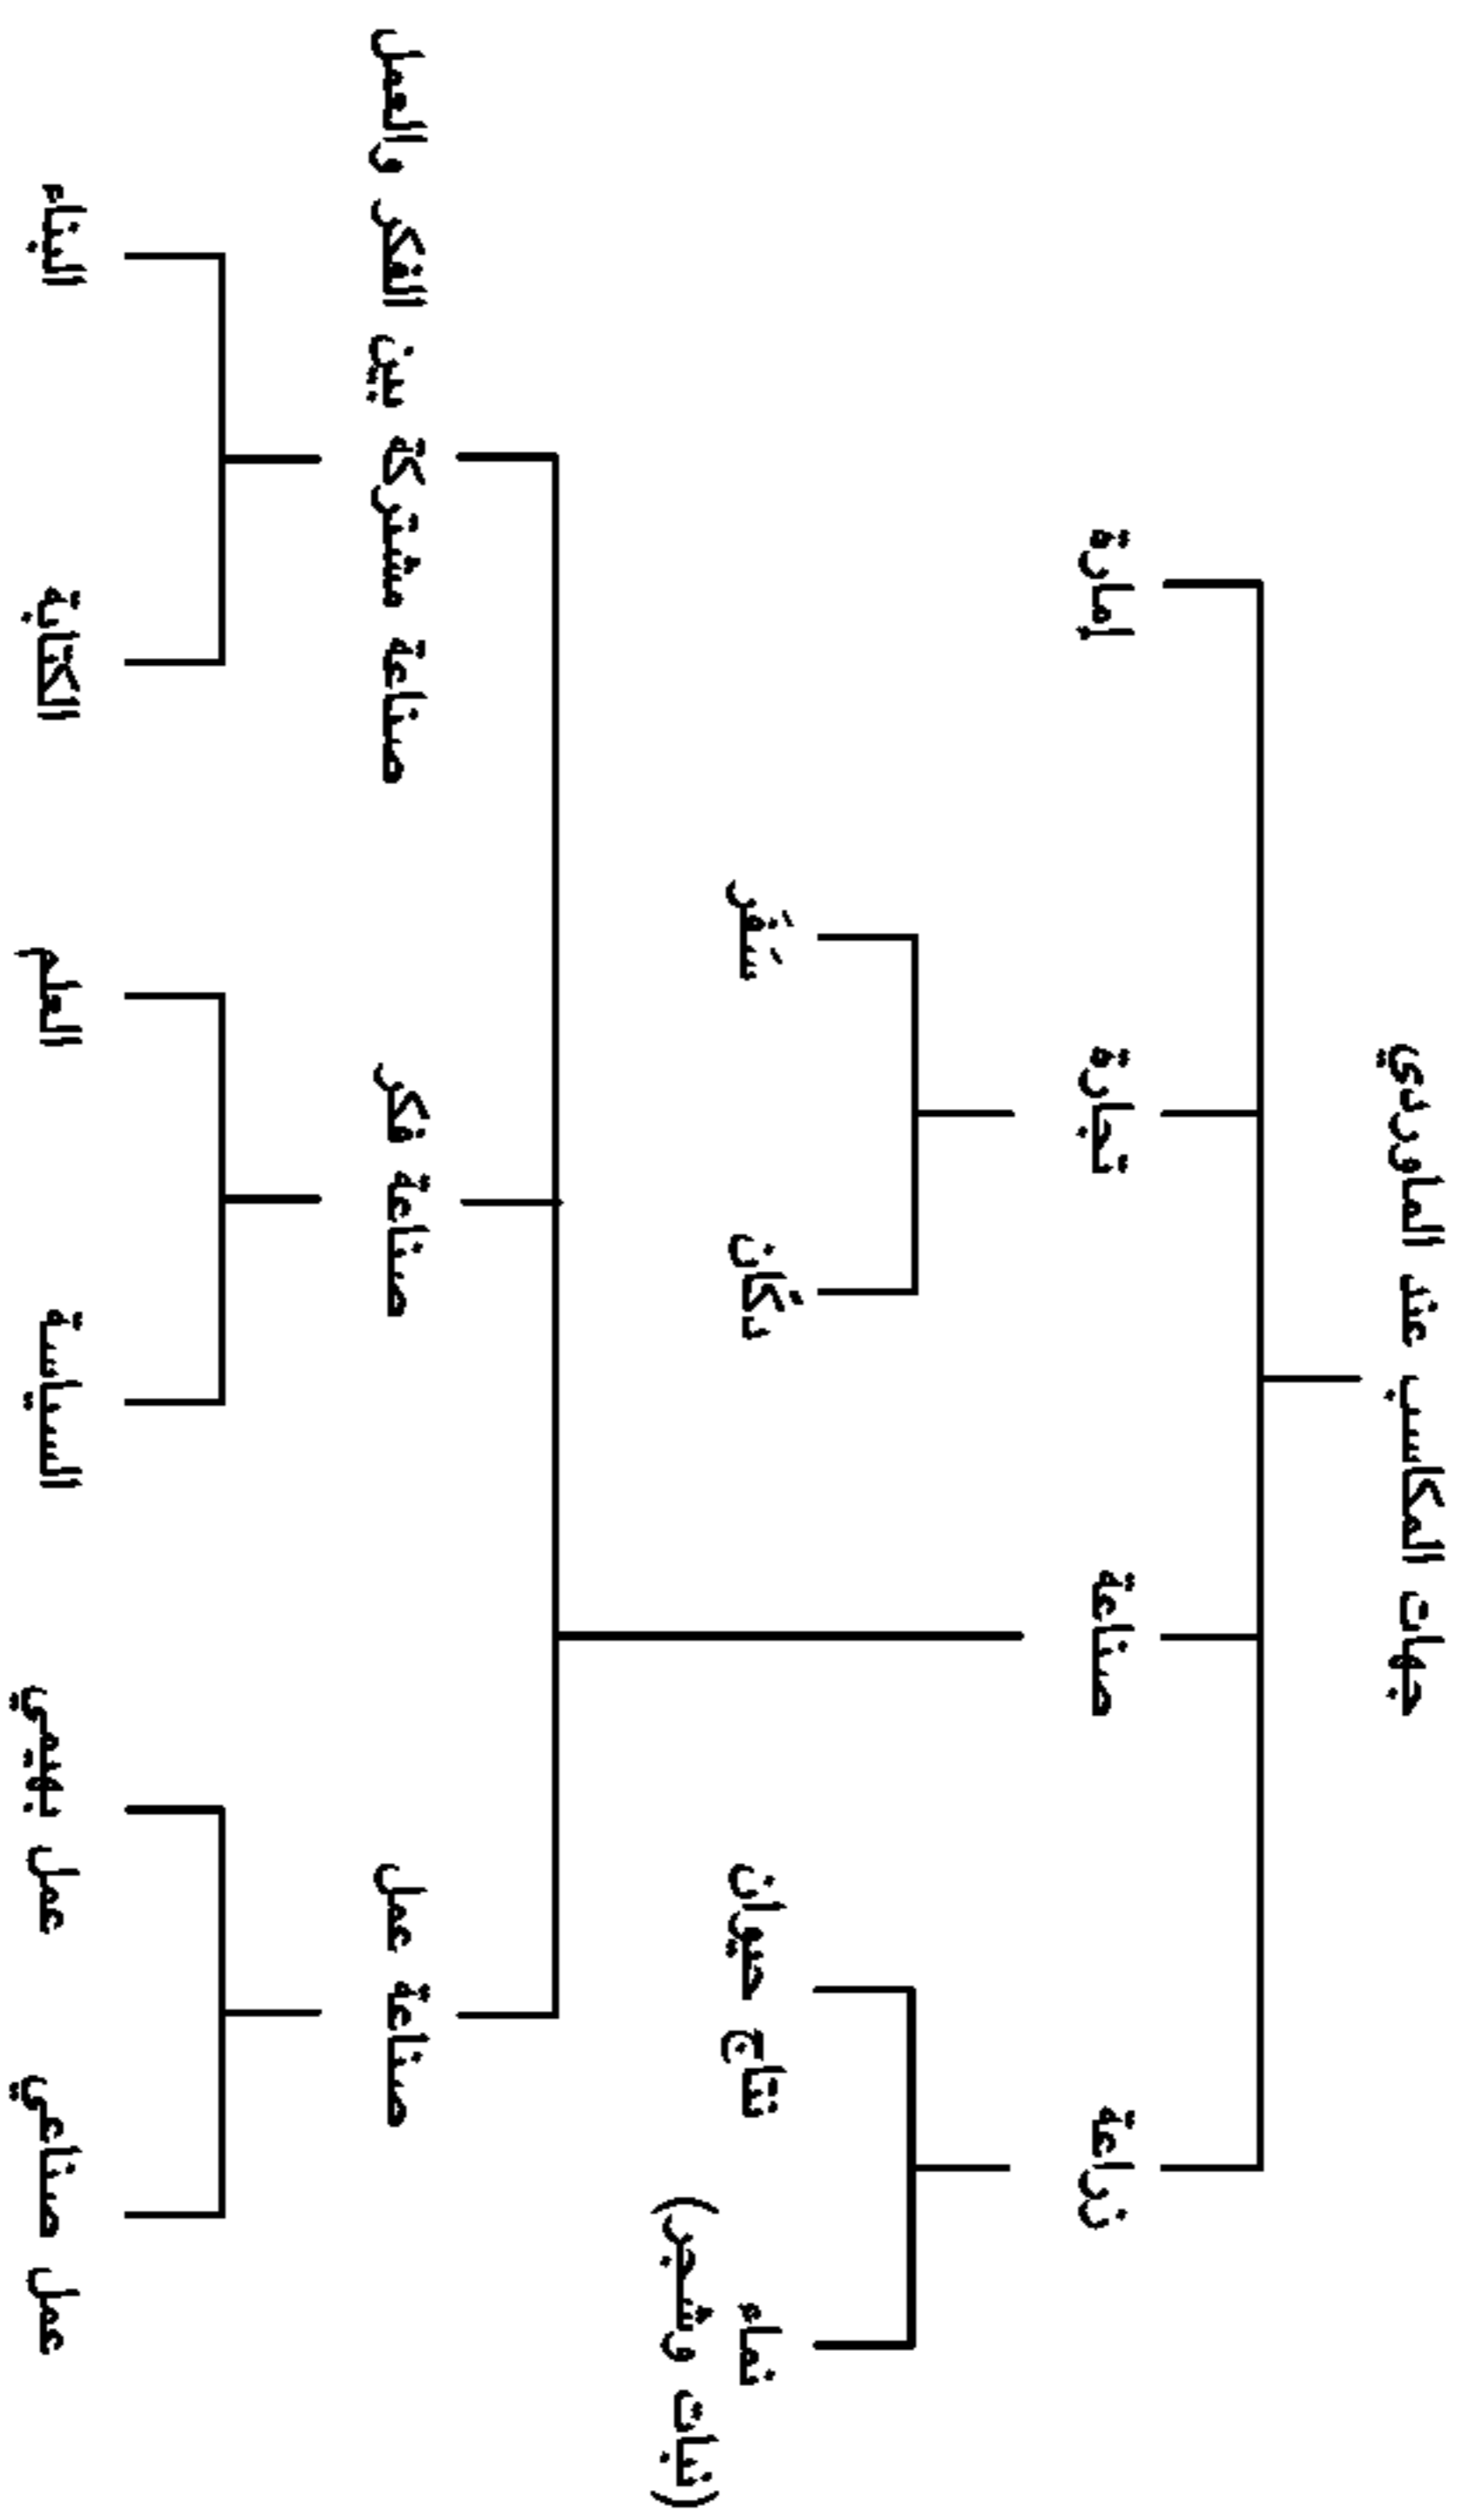 جهات المكاسب عند الماوردي
زراعة
صناعة
تجارة
إمارة
نماء
(نبات وشجر)
نتاج حيوان
دكان
سَفَر
صناعة عمل
صناعة فكر
صناعة مشتركة بين الفكر والعمل
عمل صناعي
عمل بهيمي
السياسة
العلم
الكتابة
البناء